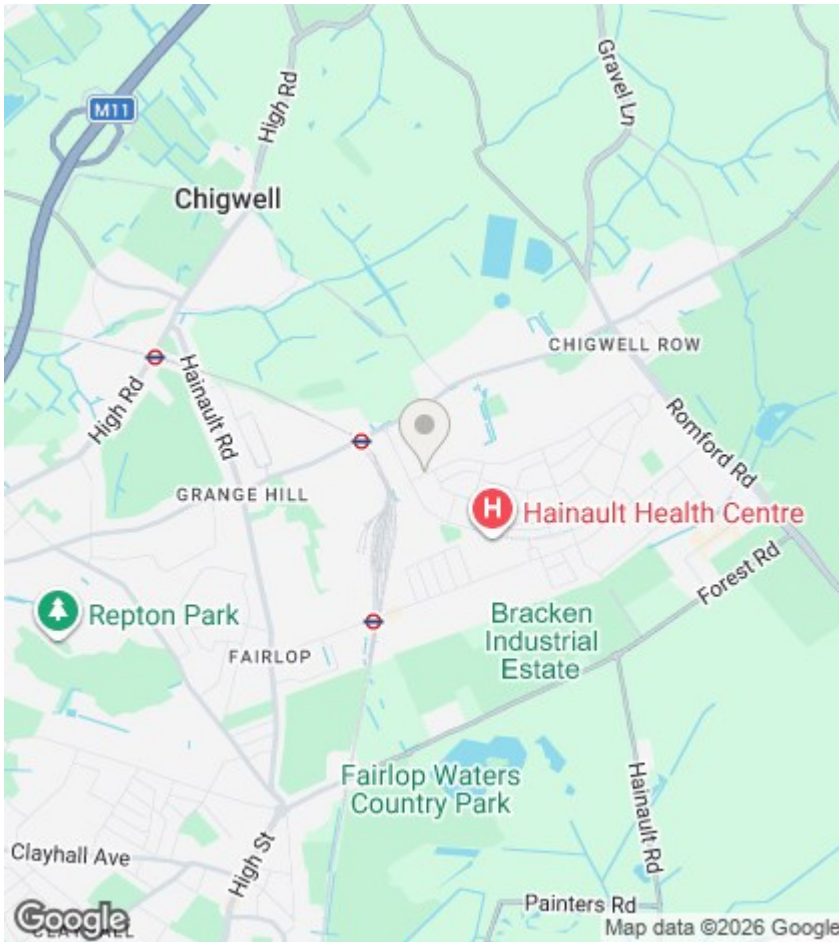 M11
High Rd
Gravel Ln
Chigwell
CHIGWELL ROW
High Rd
Hainault Rd
Romford Rd
GRANGE HILL
H
Hainault Health Centre
Forest Rd
Repton Park
Bracken
Industrial
Estate
FAIRLOP
Fairlop Waters
Country Park
Hainault Rd
Clayhall Ave
High St
Painters Rd
Google
CLAYHALL
Map data ©2026 Google